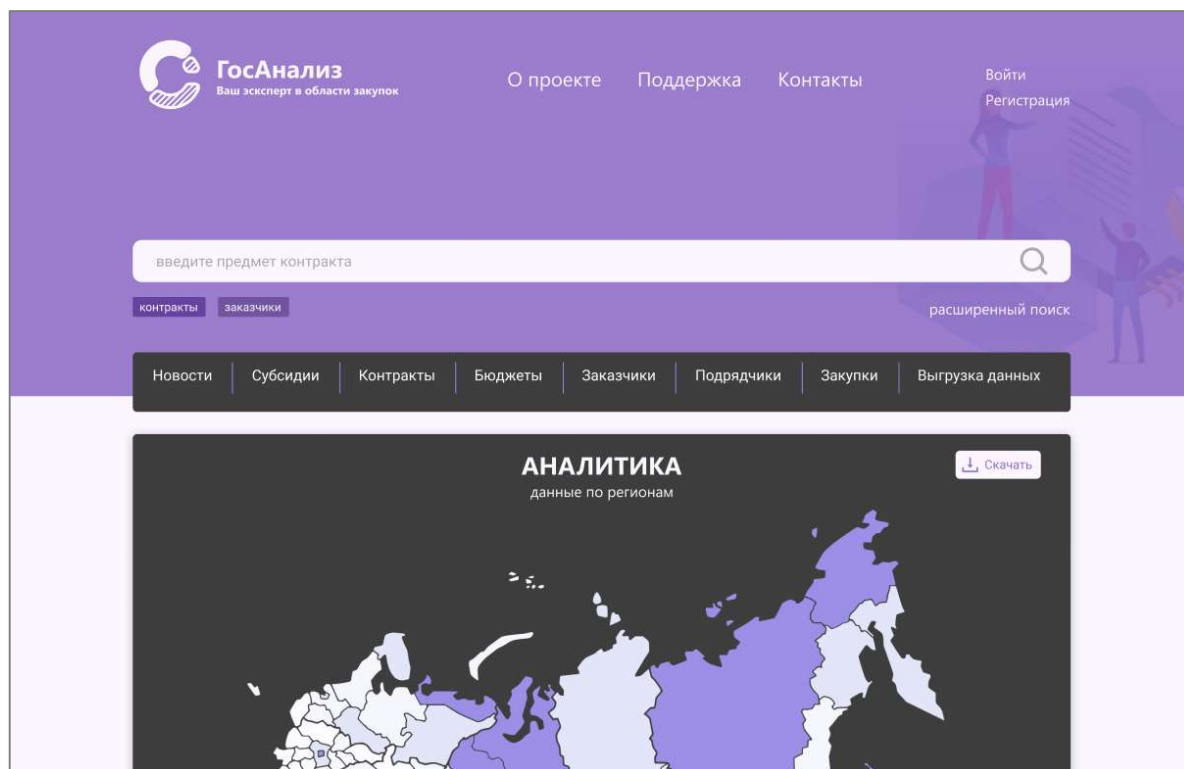 ГосАнализ
Ваш эксперт в области закупок
О проекте Поддержка Контакты
Войти
Регистрация
введите предмет контракта
контракты заказчики
расширенный поиск
Новости Субсидии Контракты Бюджеты Заказчики Подрядчики Закупки Выгрузка данных
АНАЛИТИКА
данные по регионам
Скачать